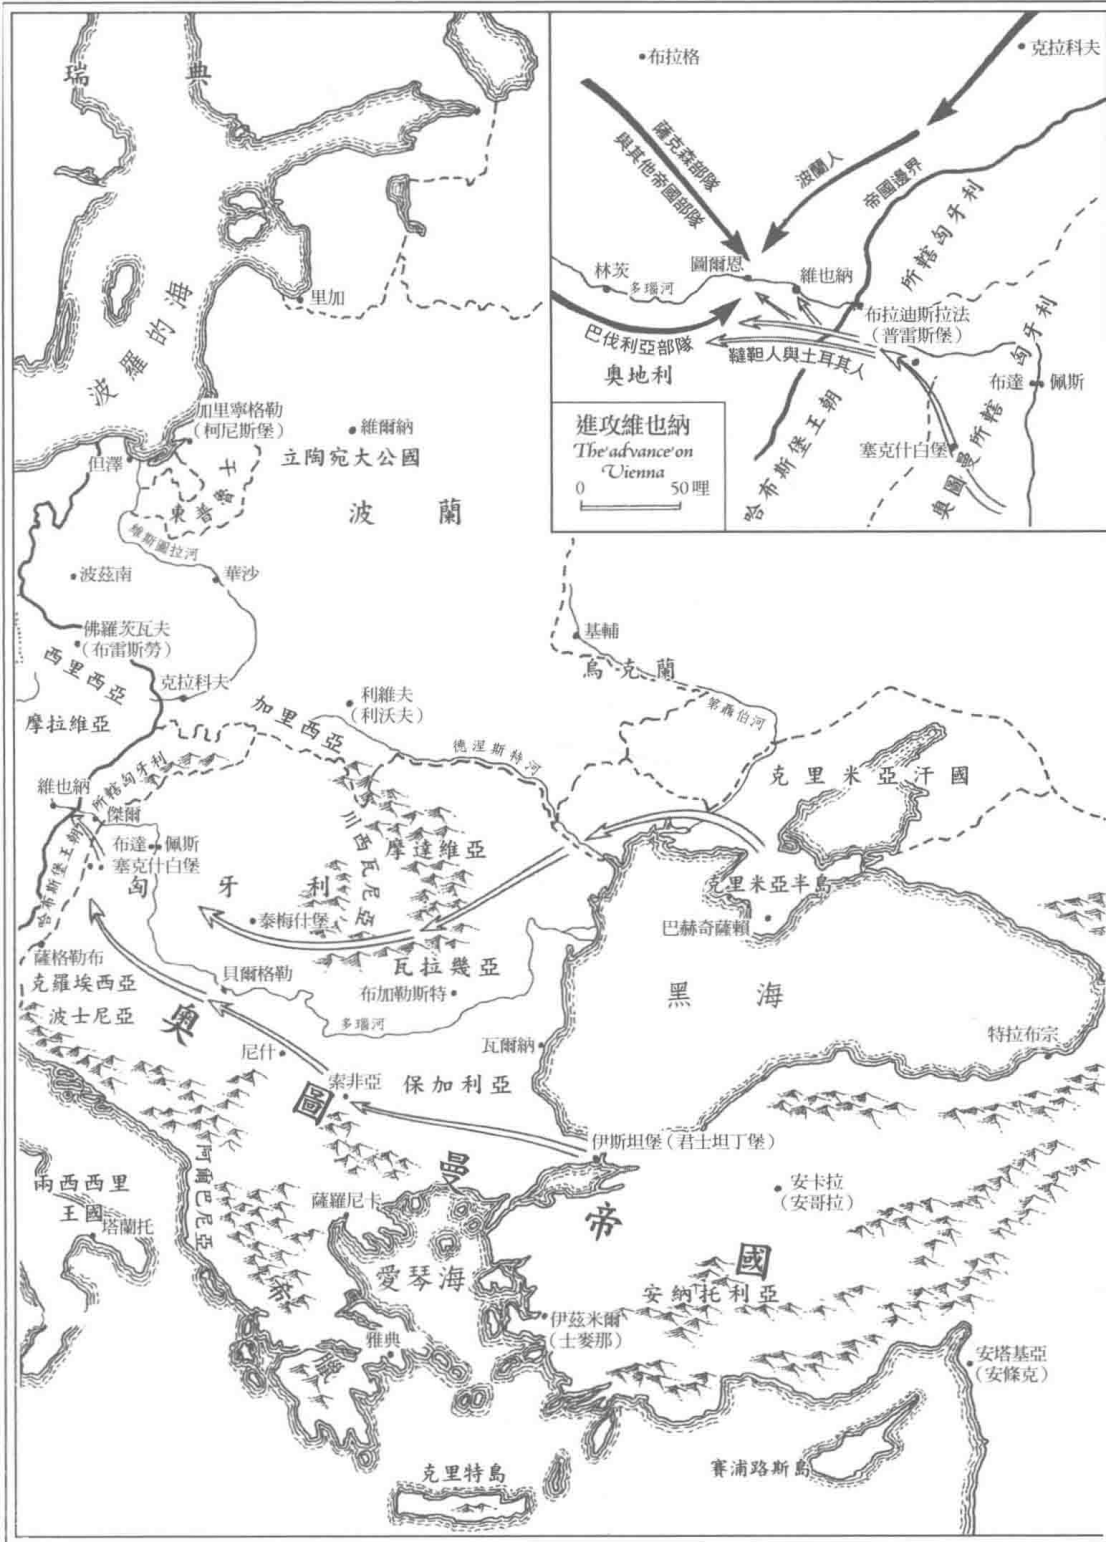 瑞典
波羅的海
里加
加里寧格勒
(柯尼斯堡)
維爾納
立陶宛大公國
但澤
東普魯士
波蘭
維斯圖拉河
波茲南
華沙
佛羅茨瓦夫
(布雷斯勞)
西里西亞
克拉科夫
摩拉維亞
加里西亞
利維夫
(利沃夫)
基輔
烏克蘭
第聶伯河
德涅斯特河
克里米亞汗國
維也納
哈布斯堡王朝所轄匈牙利
傑爾
布達
佩斯
塞克什白堡
匈牙利
川西瓦尼亞
摩達維亞
克里米亞半島
巴赫奇薩賴
泰梅什堡
薩格勒布
克羅埃西亞
波士尼亞
貝爾格勒
瓦拉幾亞
布加勒斯特
多瑙河
黑海
奧圖曼帝國
尼什
瓦爾納
特拉布宗
索非亞
保加利亞
伊斯坦堡(君士坦丁堡)
阿爾巴尼亞
兩西西里
王國
塔蘭托
薩羅尼卡
安卡拉
(安哥拉)
愛琴海
安納托利亞
伊茲米爾
(士麥那)
希臘
雅典
安塔基亞
(安條克)
克里特島
賽浦路斯島
布拉格
克拉科夫
薩克森部隊
與其他帝國部隊
波蘭人
帝國邊界
林茨
多瑙河
圖爾恩
維也納
布拉迪斯拉法
(普雷斯堡)
巴伐利亞部隊
韃靼人與土耳其人
奧地利
哈布斯堡王朝所轄匈牙利
奧圖曼所轄匈牙利
布達
佩斯
塞克什白堡
進攻維也納
The advance on
Vienna
0 50哩